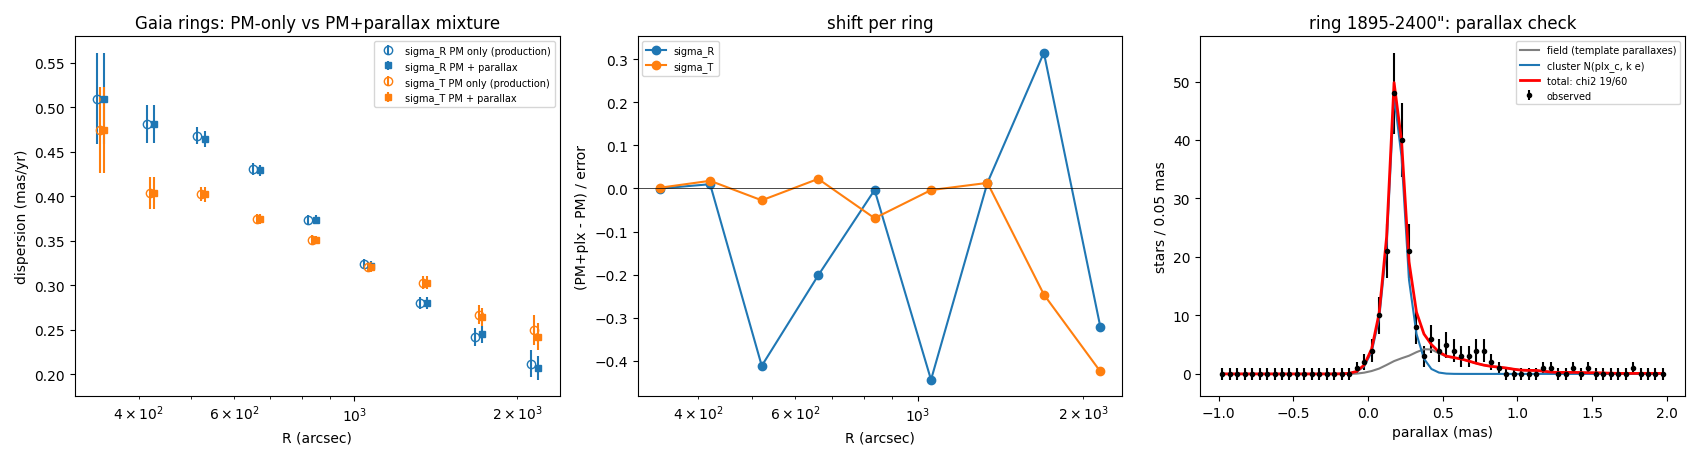 Gaia rings: PM-only vs PM+parallax mixture
dispersion (mas/yr)
0.55
0.50
0.45
0.40
0.35
0.30
0.25
0.20
sigma_R PM only (production)
sigma_R PM + parallax
sigma_T PM only (production)
sigma_T PM + parallax
4 × 10² 6 × 10² 10³ 2 × 10³
R (arcsec)
shift per ring
(PM+plx - PM) / error
0.3
0.2
0.1
0.0
−0.1
−0.2
−0.3
−0.4
sigma_R
sigma_T
4 × 10² 6 × 10² 10³ 2 × 10³
R (arcsec)
ring 1895-2400": parallax check
stars / 0.05 mas
50
40
30
20
10
0
field (template parallaxes)
cluster N(plx_c, k e)
total: chi2 19/60
observed
−1.0 −0.5 0.0 0.5 1.0 1.5 2.0
parallax (mas)